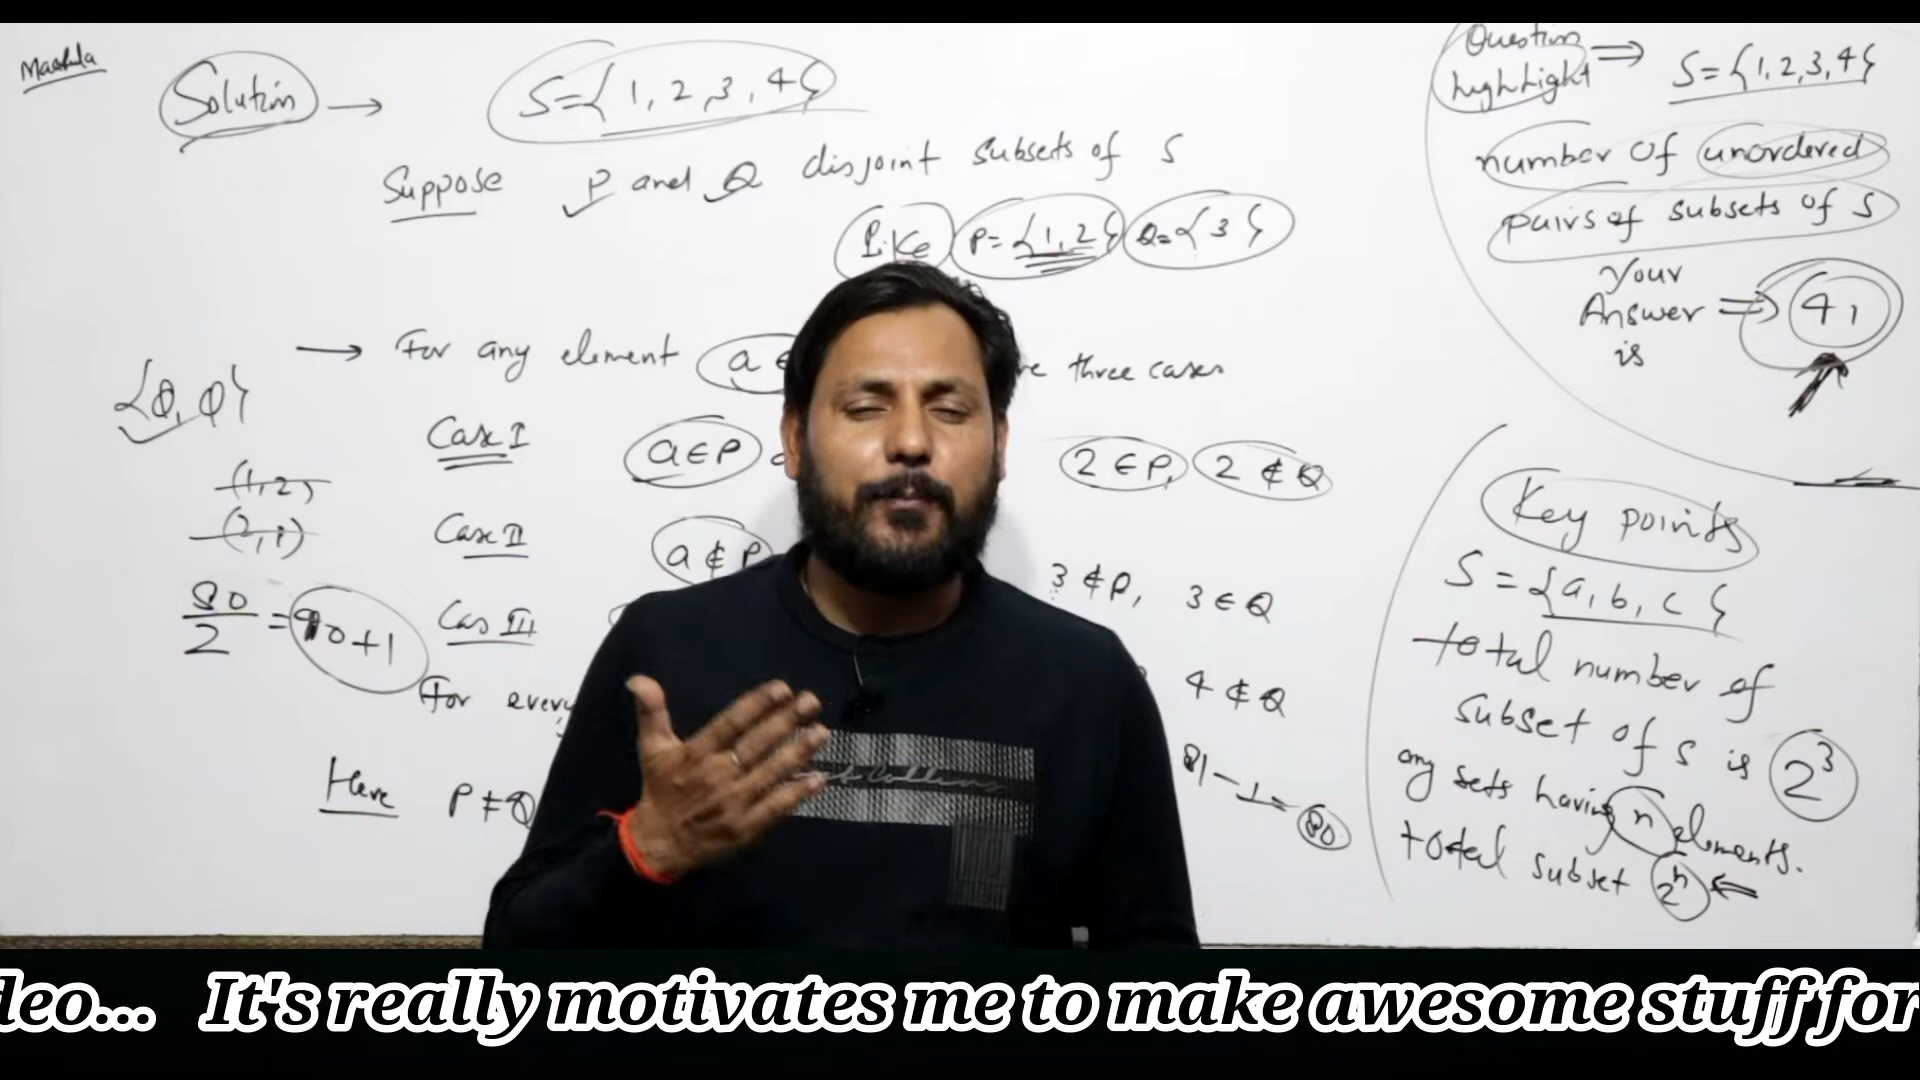 Solution → S={1, 2, 3, 4}
Suppose P and Q disjoint subsets of S
Like P={1,2} Q={3}
→ For any element a three cases
{Φ, Φ}
Case I a∈P 2∈P, 2∉Q
(1,2)
(2,1)
Case II a∉P 3∉P, 3∈Q
80/2 = 40+1
Cas III 4∉Q
For every
Here P≠Q 81-1=80
Question highlight ⇒ S={1,2,3,4}
number of unordered
pairs of subsets of S
Your
Answer ⇒ 41
is
Key points
S={a, b, c}
total number of
subset of S is 2³
any sets having n elements.
total subset 2ⁿ ←
deo... It's really motivates me to make awesome stuff for